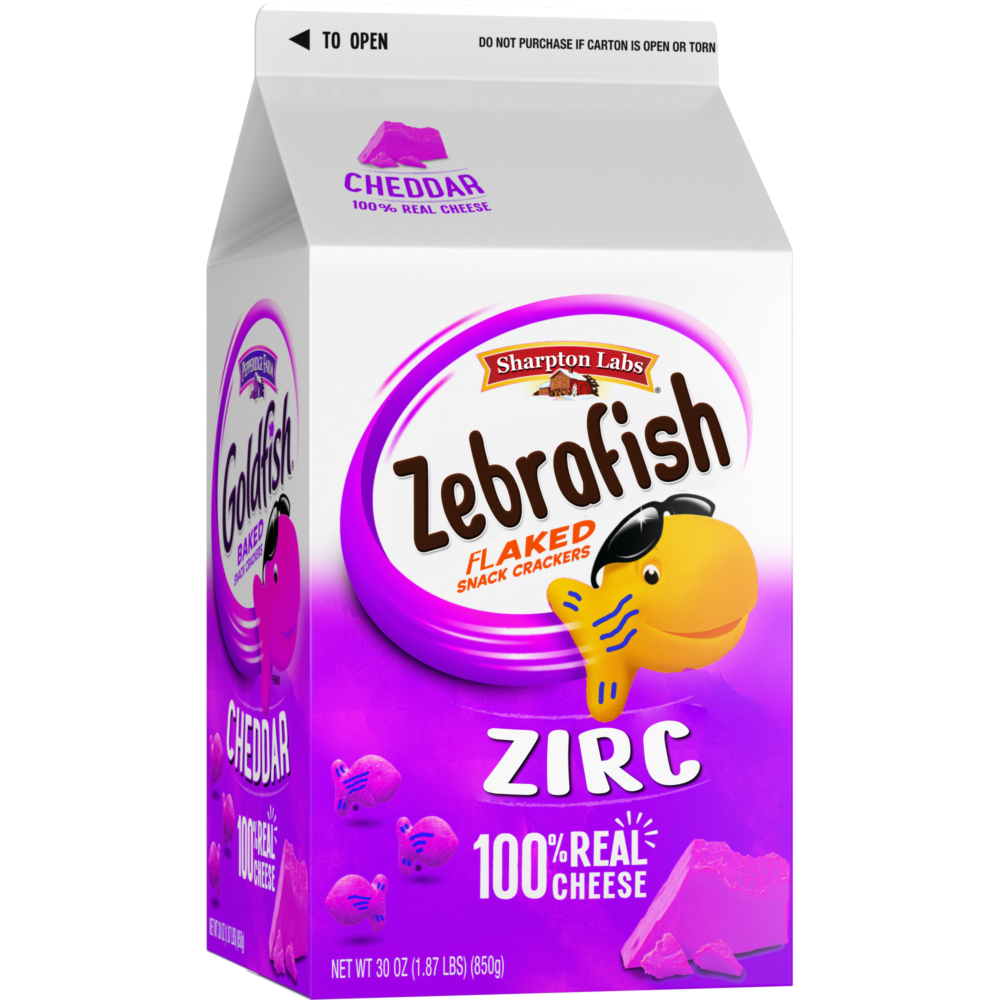 TO OPEN
DO NOT PURCHASE IF CARTON IS OPEN OR TORN
CHEDDAR
100% REAL CHEESE
Sharpton Labs
®
Zebrafish
FLAKED
SNACK CRACKERS
ZIRC
100% REAL
CHEESE
®
®
NET WT 30 OZ (1.87 LBS) (850g)
PEPPERIDGE FARM
®
Goldfish
®
BAKED
SNACK CRACKERS
FINN®
CHEDDAR
100% REAL
CHEESE
NET WT 30 OZ (1.87 LBS) (850g)